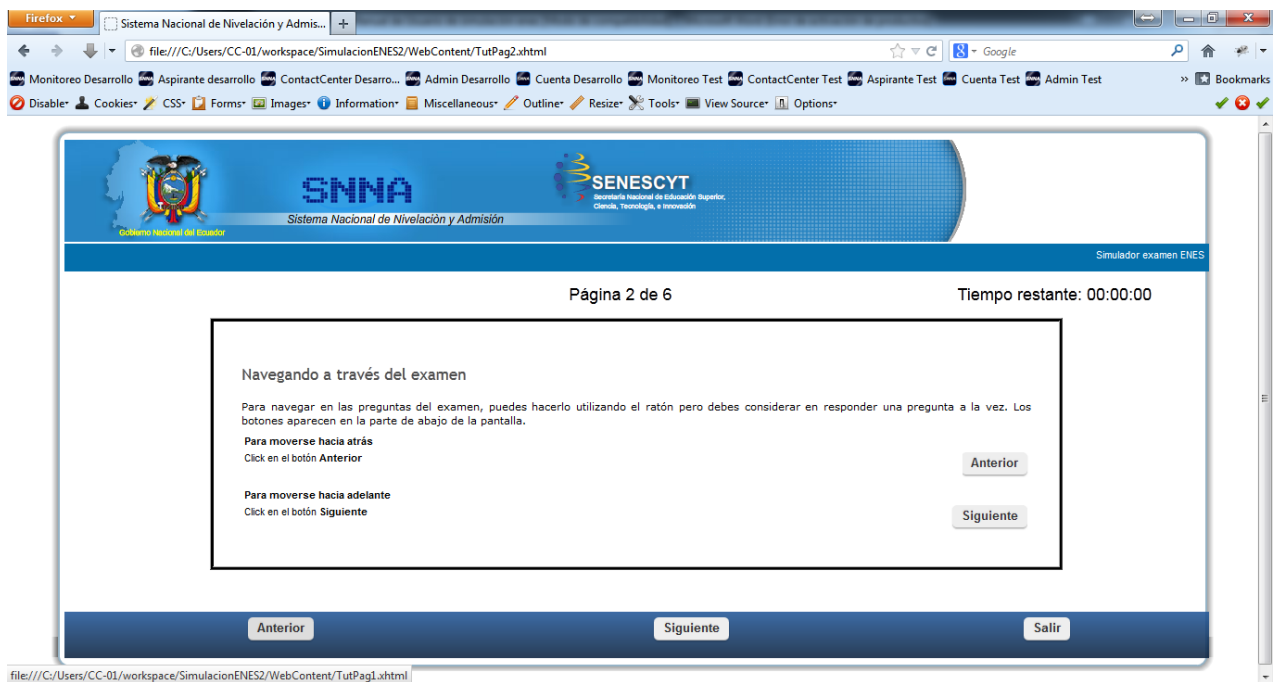 Firefox
Sistema Nacional de Nivelación y Admis...
file:///C:/Users/CC-01/workspace/SimulacionENES2/WebContent/TutPag2.xhtml
Google
Monitoreo Desarrollo Aspirante desarrollo ContactCenter Desarro... Admin Desarrollo Cuenta Desarrollo Monitoreo Test ContactCenter Test Aspirante Test Cuenta Test Admin Test » Bookmarks
Disable Cookies CSS Forms Images Information Miscellaneous Outline Resize Tools View Source Options
SNNA
Sistema Nacional de Nivelación y Admisión
Gobierno Nacional del Ecuador
SENESCYT
Secretaría Nacional de Educación Superior,
Ciencia, Tecnología, e Innovación
Simulador examen ENES
Página 2 de 6
Tiempo restante: 00:00:00
Navegando a través del examen
Para navegar en las preguntas del examen, puedes hacerlo utilizando el ratón pero debes considerar en responder una pregunta a la vez. Los
botones aparecen en la parte de abajo de la pantalla.
Para moverse hacia atrás
Click en el botón Anterior
Anterior
Para moverse hacia adelante
Click en el botón Siguiente
Siguiente
Anterior Siguiente Salir
file:///C:/Users/CC-01/workspace/SimulacionENES2/WebContent/TutPag1.xhtml